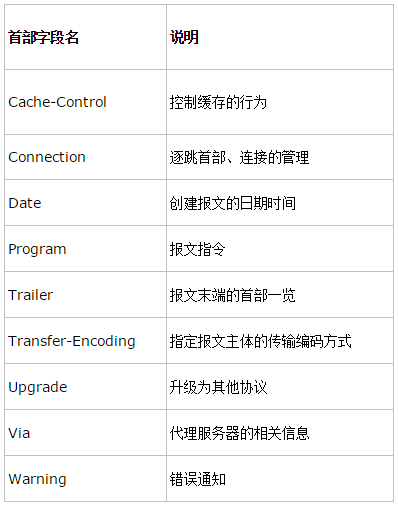 首部字段名 说明
Cache-Control 控制缓存的行为
Connection 逐跳首部、连接的管理
Date 创建报文的日期时间
Program 报文指令
Trailer 报文末端的首部一览
Transfer-Encoding 指定报文主体的传输编码方式
Upgrade 升级为其他协议
Via 代理服务器的相关信息
Warning 错误通知